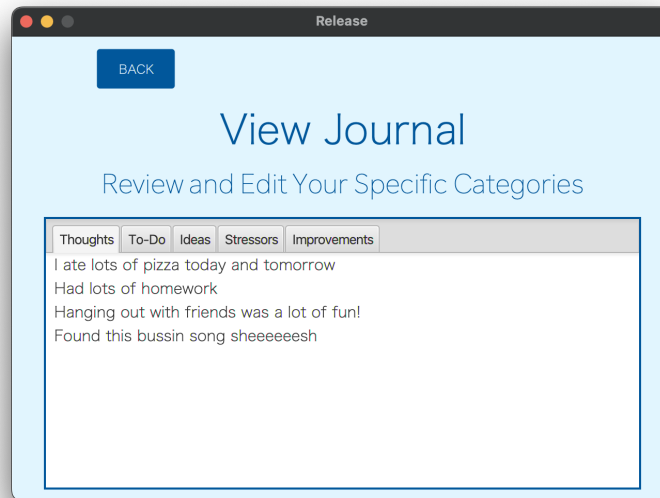 Release
BACK
View Journal
Review and Edit Your Specific Categories
Thoughts To-Do Ideas Stressors Improvements
I ate lots of pizza today and tomorrow
Had lots of homework
Hanging out with friends was a lot of fun!
Found this bussin song sheeeeeesh